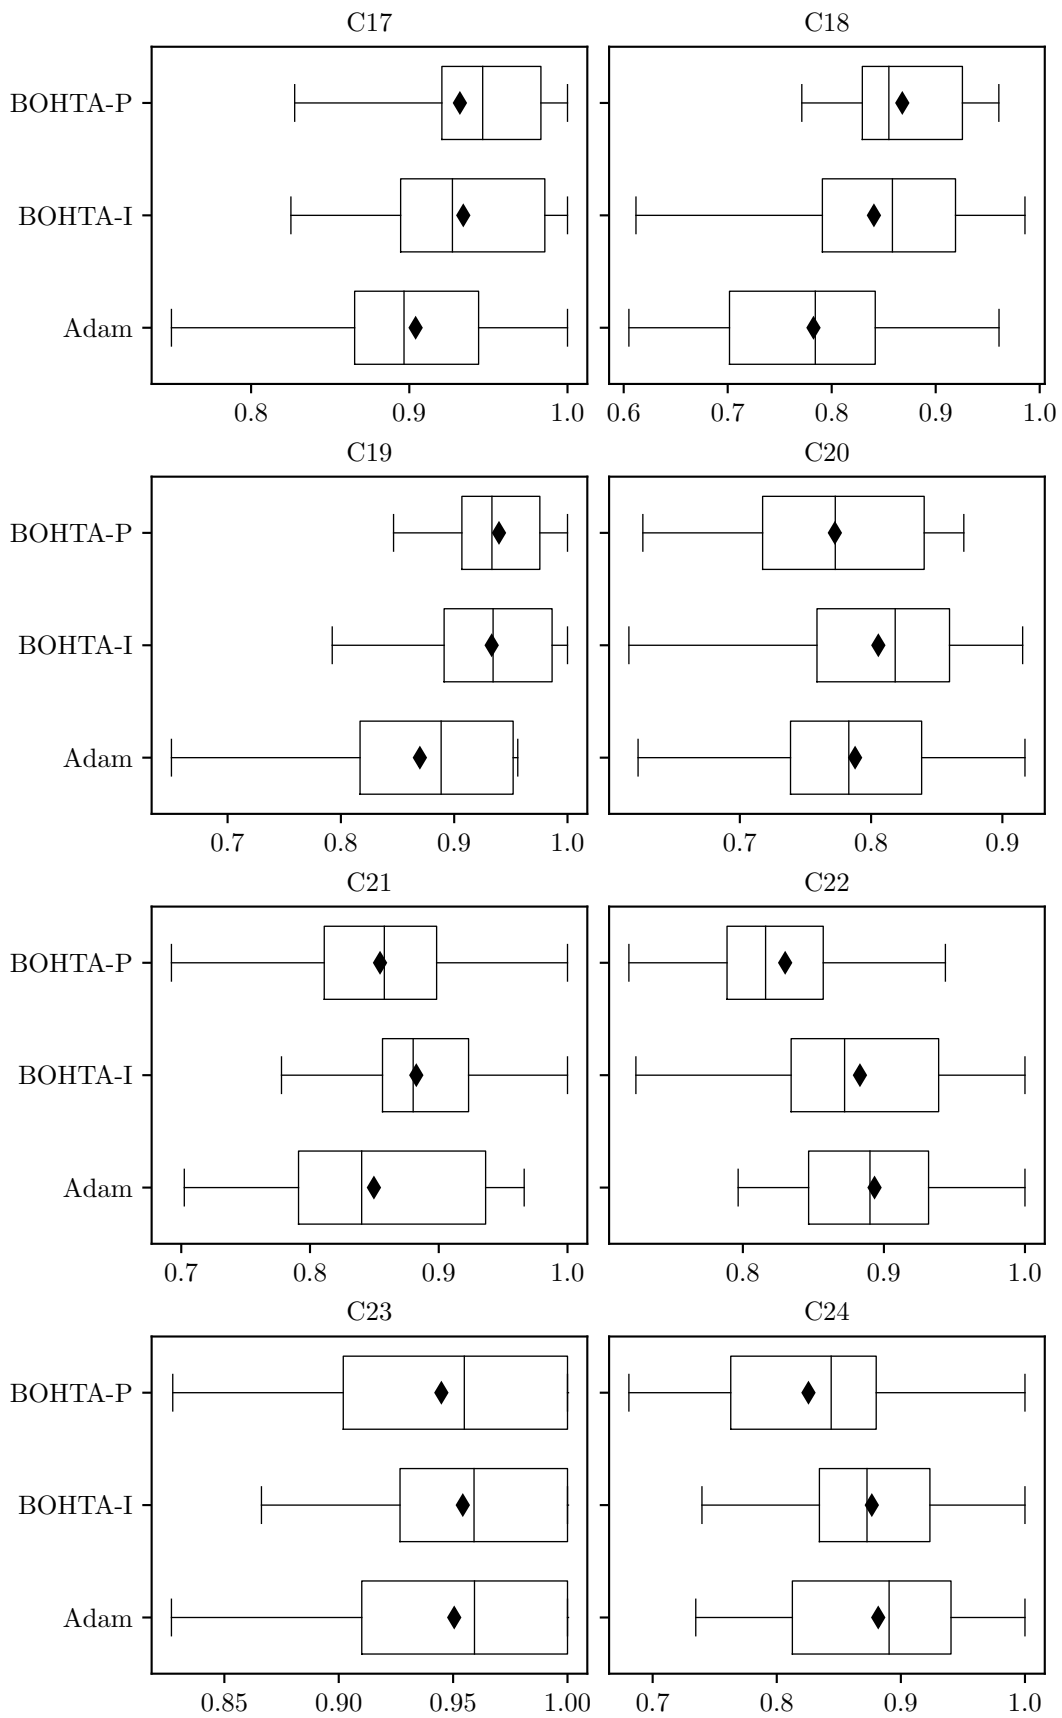 C17 C18
BOHTA-P
BOHTA-I
Adam
0.8 0.9 1.0 0.6 0.7 0.8 0.9 1.0
C19 C20
BOHTA-P
BOHTA-I
Adam
0.7 0.8 0.9 1.0 0.7 0.8 0.9
C21 C22
BOHTA-P
BOHTA-I
Adam
0.7 0.8 0.9 1.0 0.8 0.9 1.0
C23 C24
BOHTA-P
BOHTA-I
Adam
0.85 0.90 0.95 1.00 0.7 0.8 0.9 1.0